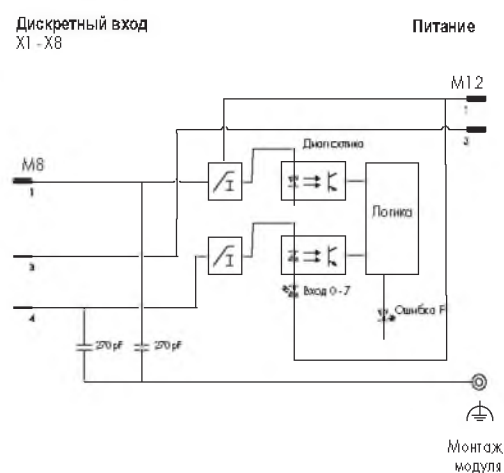 Дискретный вход
X1 - X8
Питание
M12
1
3
Диагностика
M8
1
Логика
3
Вход 0 - 7
4
Ошибка F
270 pF
270 pF
Монтаж
модуля